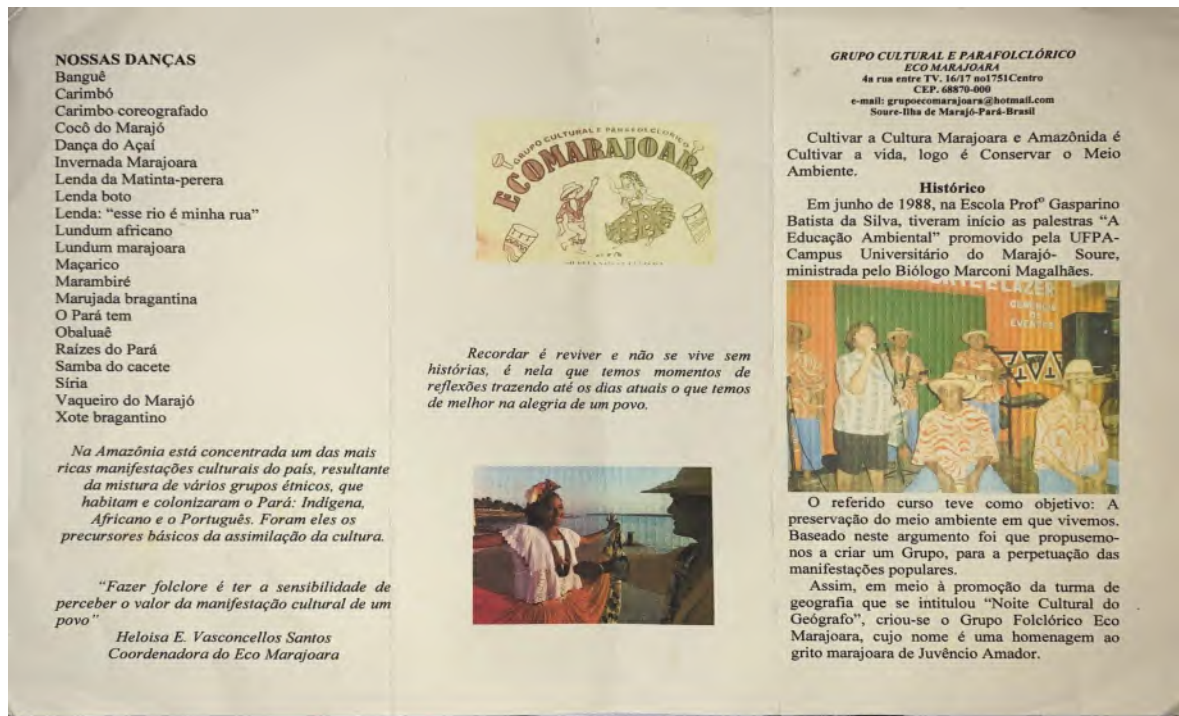 NOSSAS DANÇAS
Banguê
Carimbó
Carimbo coreografado
Cocô do Marajó
Dança do Açaí
Invernada Marajoara
Lenda da Matinta-perera
Lenda boto
Lenda: “esse rio é minha rua”
Lundum africano
Lundum marajoara
Maçarico
Marambiré
Marujada bragantina
O Pará tem
Obaluaê
Raízes do Pará
Samba do cacete
Síria
Vaqueiro do Marajó
Xote bragantino
Na Amazônia está concentrada um das mais
ricas manifestações culturais do país, resultante
da mistura de vários grupos étnicos, que
habitam e colonizaram o Pará: Indígena,
Africano e o Português. Foram eles os
precursores básicos da assimilação da cultura.
“Fazer folclore é ter a sensibilidade de
perceber o valor da manifestação cultural de um
povo”
Heloisa E. Vasconcellos Santos
Coordenadora do Eco Marajoara
GRUPO CULTURAL E PARAFOLCLORICO
ECOMARAJOARA
Recordar é reviver e não se vive sem
histórias, é nela que temos momentos de
reflexões trazendo até os dias atuais o que temos
de melhor na alegria de um povo.
GRUPO CULTURAL E PARAFOLCLÓRICO
ECO MARAJOARA
4a rua entre TV. 16/17 no1751Centro
CEP. 68870-000
e-mail: grupoecomarajoara@hotmail.com
Soure-Ilha de Marajó-Pará-Brasil
Cultivar a Cultura Marajoara e Amazônida é
Cultivar a vida, logo é Conservar o Meio
Ambiente.
Histórico
Em junho de 1988, na Escola Profº Gasparino
Batista da Silva, tiveram início as palestras “A
Educação Ambiental” promovido pela UFPA-
Campus Universitário do Marajó- Soure,
ministrada pelo Biólogo Marconi Magalhães.
E LAZER
EVENTOS
O referido curso teve como objetivo: A
preservação do meio ambiente em que vivemos.
Baseado neste argumento foi que propusemo-
nos a criar um Grupo, para a perpetuação das
manifestações populares.
Assim, em meio à promoção da turma de
geografia que se intitulou “Noite Cultural do
Geógrafo”, criou-se o Grupo Folclórico Eco
Marajoara, cujo nome é uma homenagem ao
grito marajoara de Juvêncio Amador.